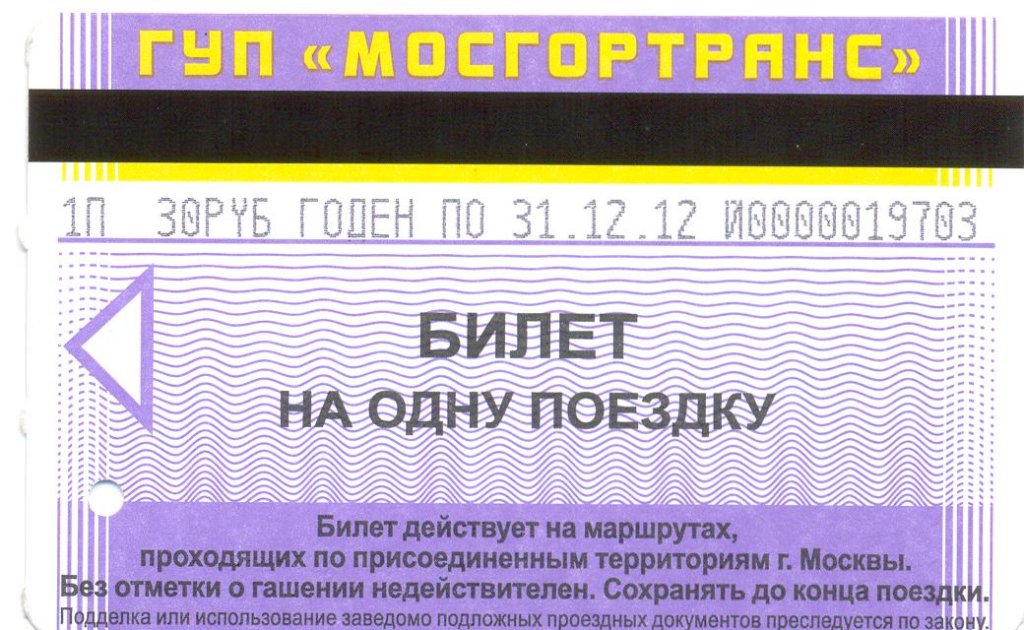 ГУП «МОСГОРТРАНС»
1П 30РУБ ГОДЕН ПО 31.12.12 И0000019703
БИЛЕТ
НА ОДНУ ПОЕЗДКУ
Билет действует на маршрутах,
проходящих по присоединенным территориям г. Москвы.
Без отметки о гашении недействителен. Сохранять до конца поездки.
Подделка или использование заведомо подложных проездных документов преследуется по закону.